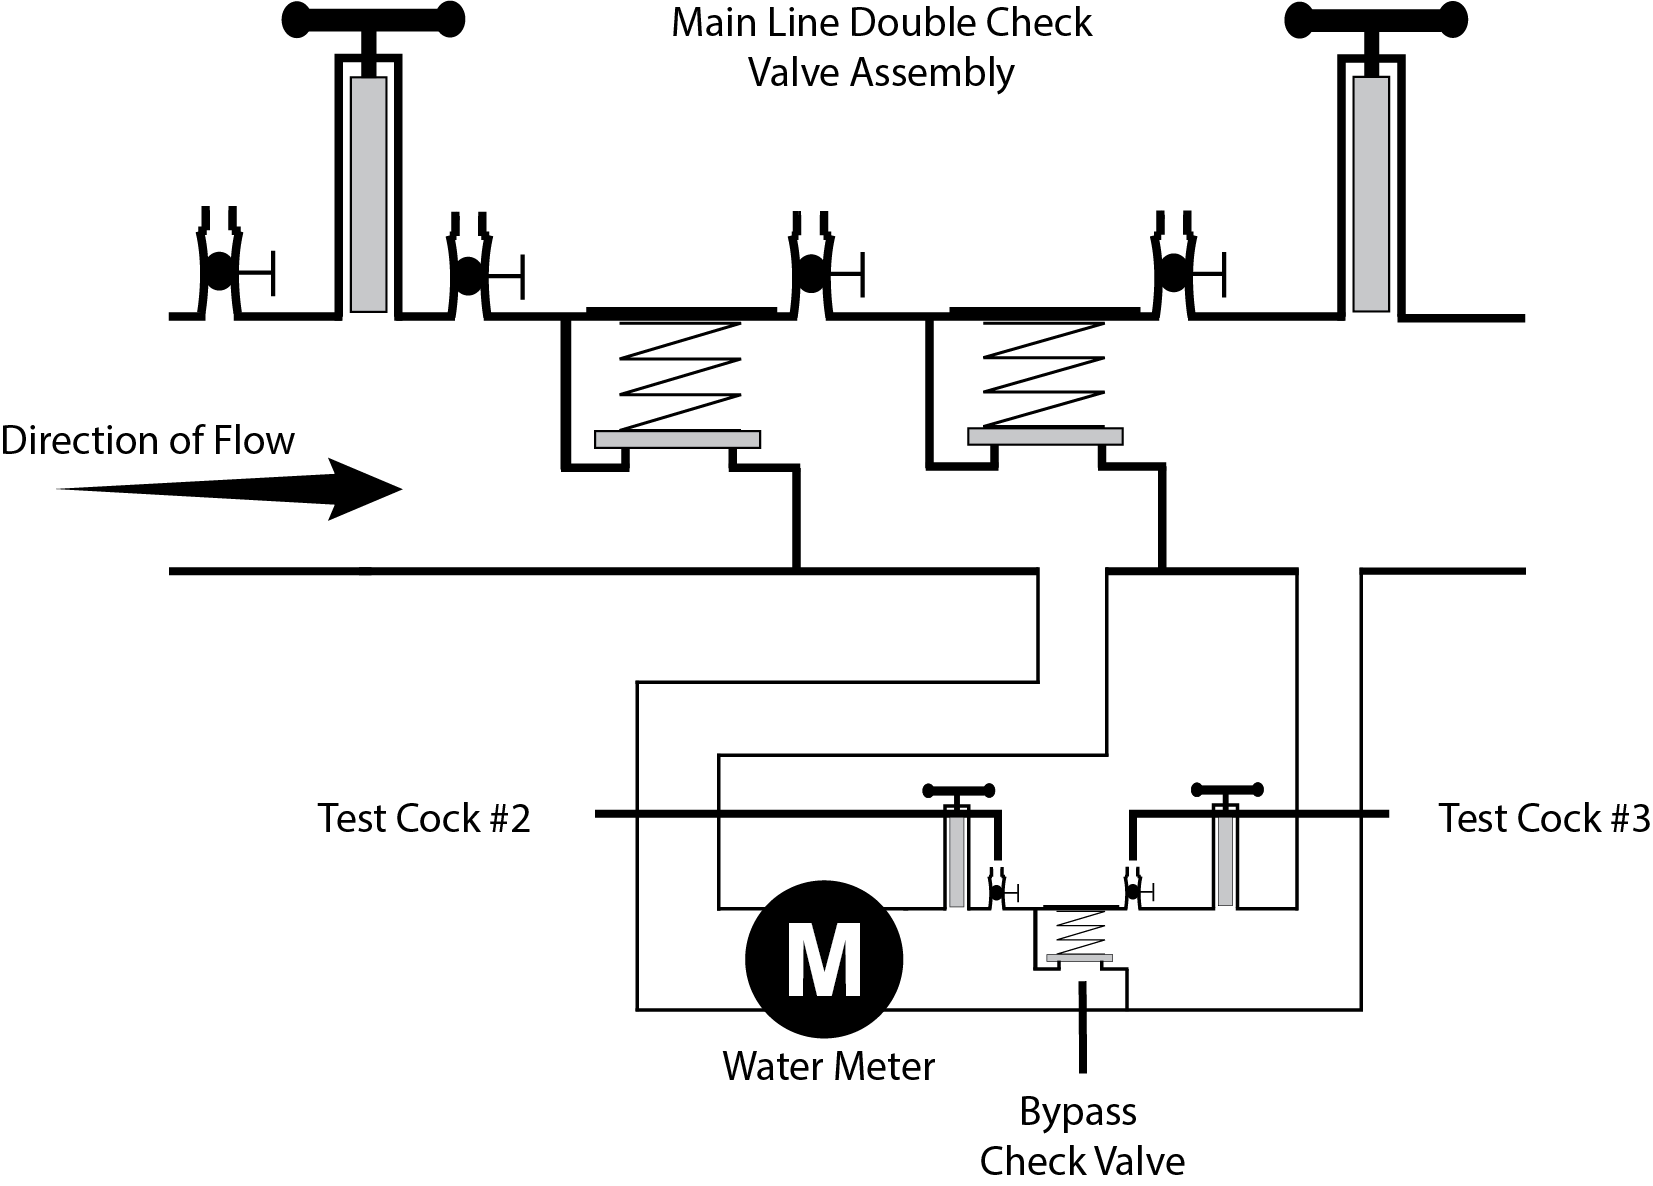 Main Line Double Check
Valve Assembly
Direction of Flow
Test Cock #2
Test Cock #3
M
Water Meter
Bypass
Check Valve